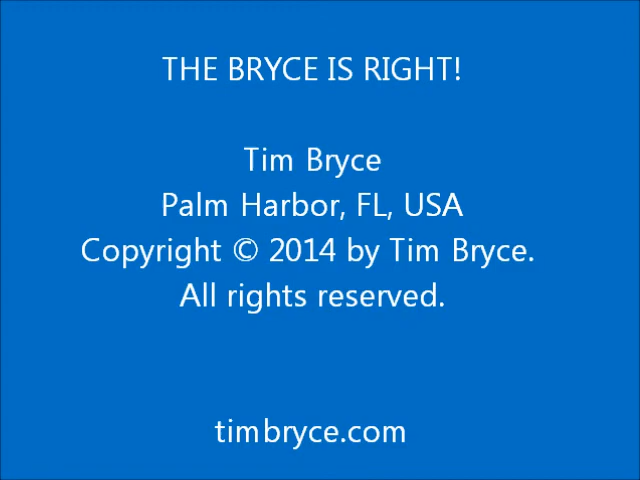 THE BRYCE IS RIGHT!
Tim Bryce
Palm Harbor, FL, USA
Copyright © 2014 by Tim Bryce.
All rights reserved.
timbryce.com